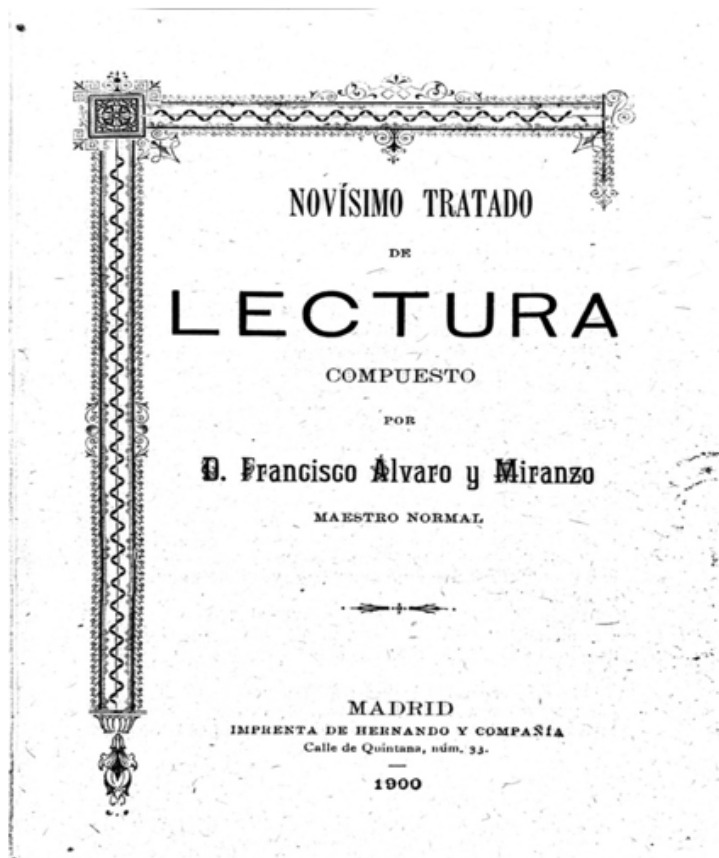 NOVÍSIMO TRATADO
DE
LECTURA
COMPUESTO
POR
D. Francisco Álvaro y Miranzo
MAESTRO NORMAL
MADRID
IMPRENTA DE HERNANDO Y COMPAÑÍA
Calle de Quintana, núm. 33.
1900